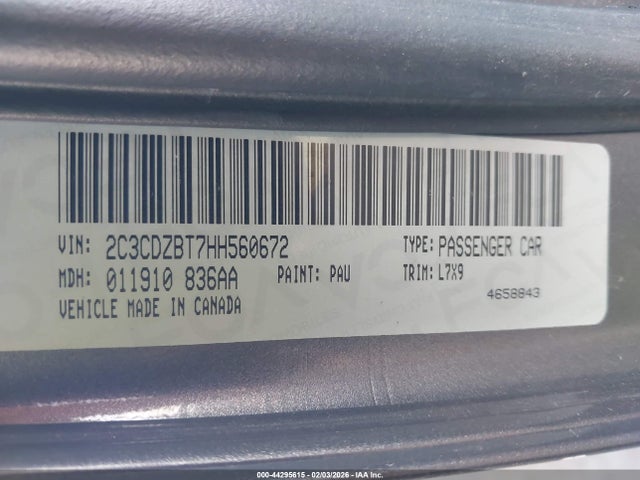 VIN: 2C3CDZBT7HH560672 TYPE: PASSENGER CAR
MDH: 011910 836AA PAINT: PAU TRIM: L7X9
VEHICLE MADE IN CANADA 4658843
000-44295615 - 02/03/2026 - IAA Inc.